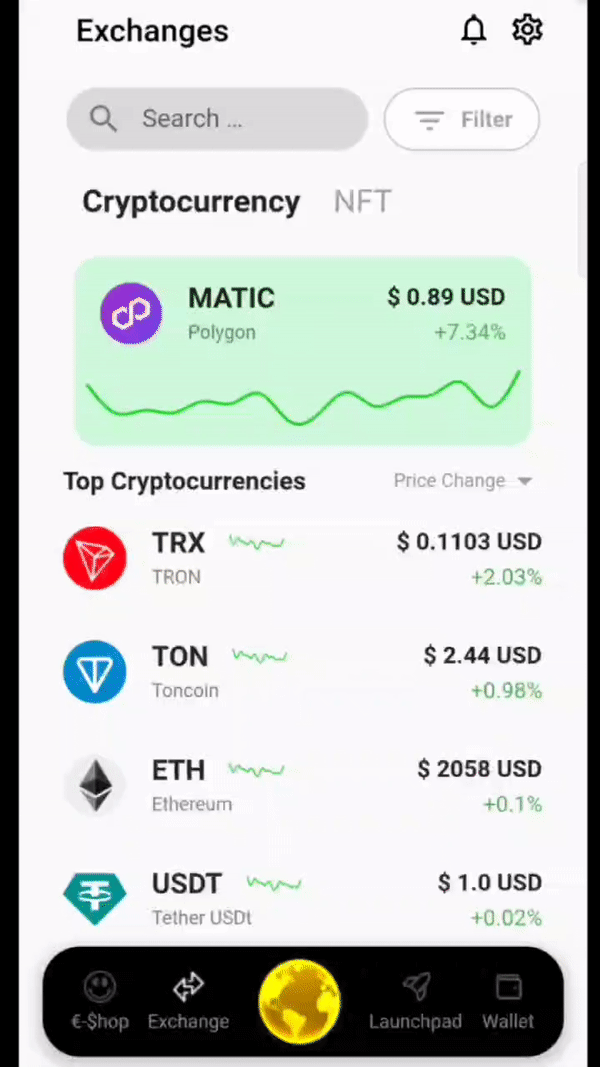 Exchanges
Search ...
Filter
Cryptocurrency NFT
MATIC $ 0.89 USD
Polygon +7.34%
Top Cryptocurrencies Price Change
TRX $ 0.1103 USD
TRON +2.03%
TON $ 2.44 USD
Toncoin +0.98%
ETH $ 2058 USD
Ethereum +0.1%
USDT $ 1.0 USD
Tether USDt +0.02%
€-$hop Exchange Launchpad Wallet